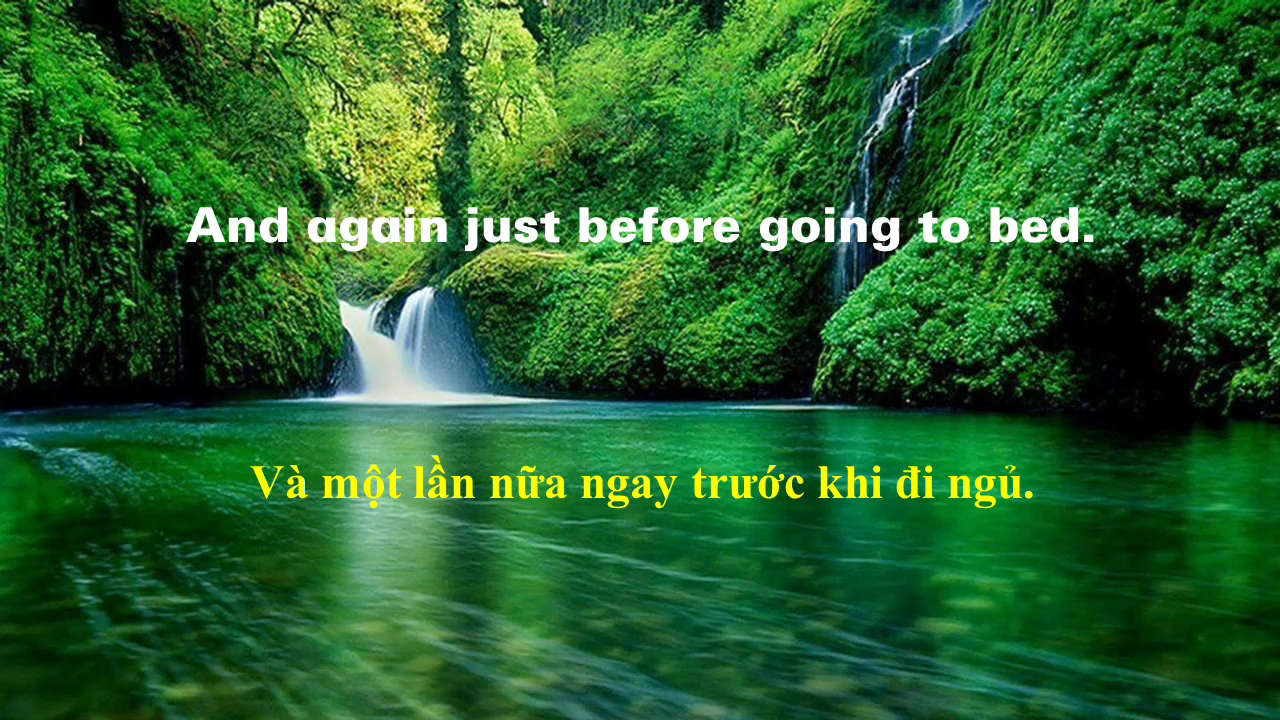 And again just before going to bed.
Và một lần nữa ngay trước khi đi ngủ.